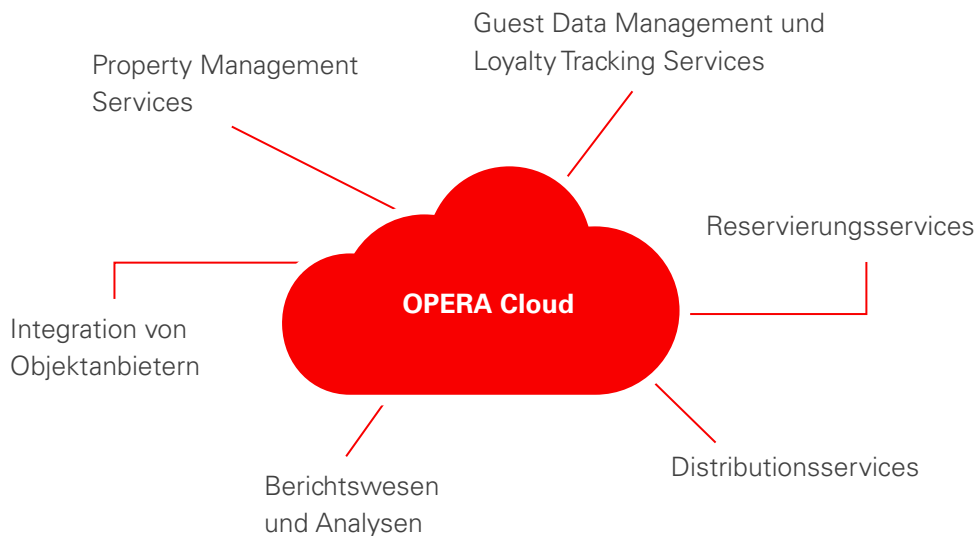 Guest Data Management und
Loyalty Tracking Services
Property Management
Services
Reservierungsservices
OPERA Cloud
Integration von
Objektanbietern
Distributionsservices
Berichtswesen
und Analysen